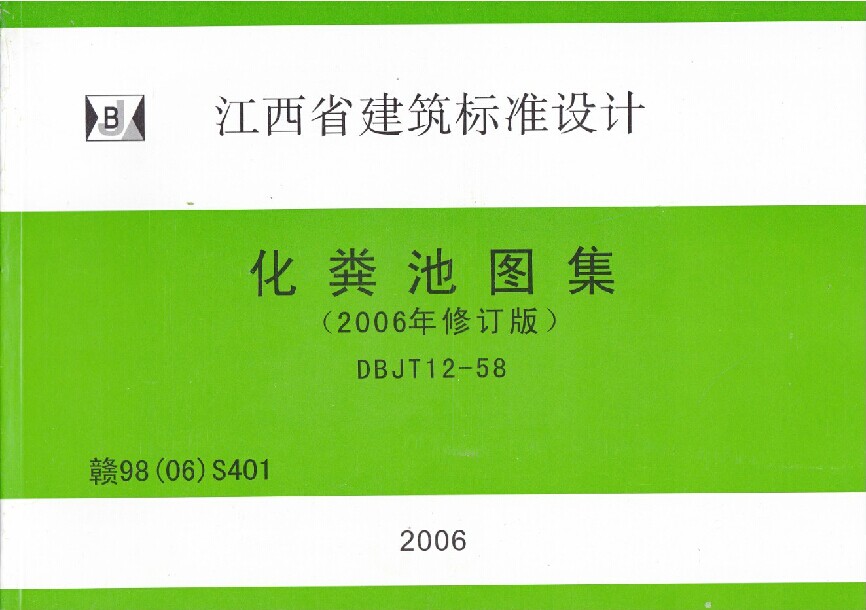 BJ
江西省建筑标准设计
化粪池图集
（2006年修订版）
DBJT12-58
赣98(06)S401
2006